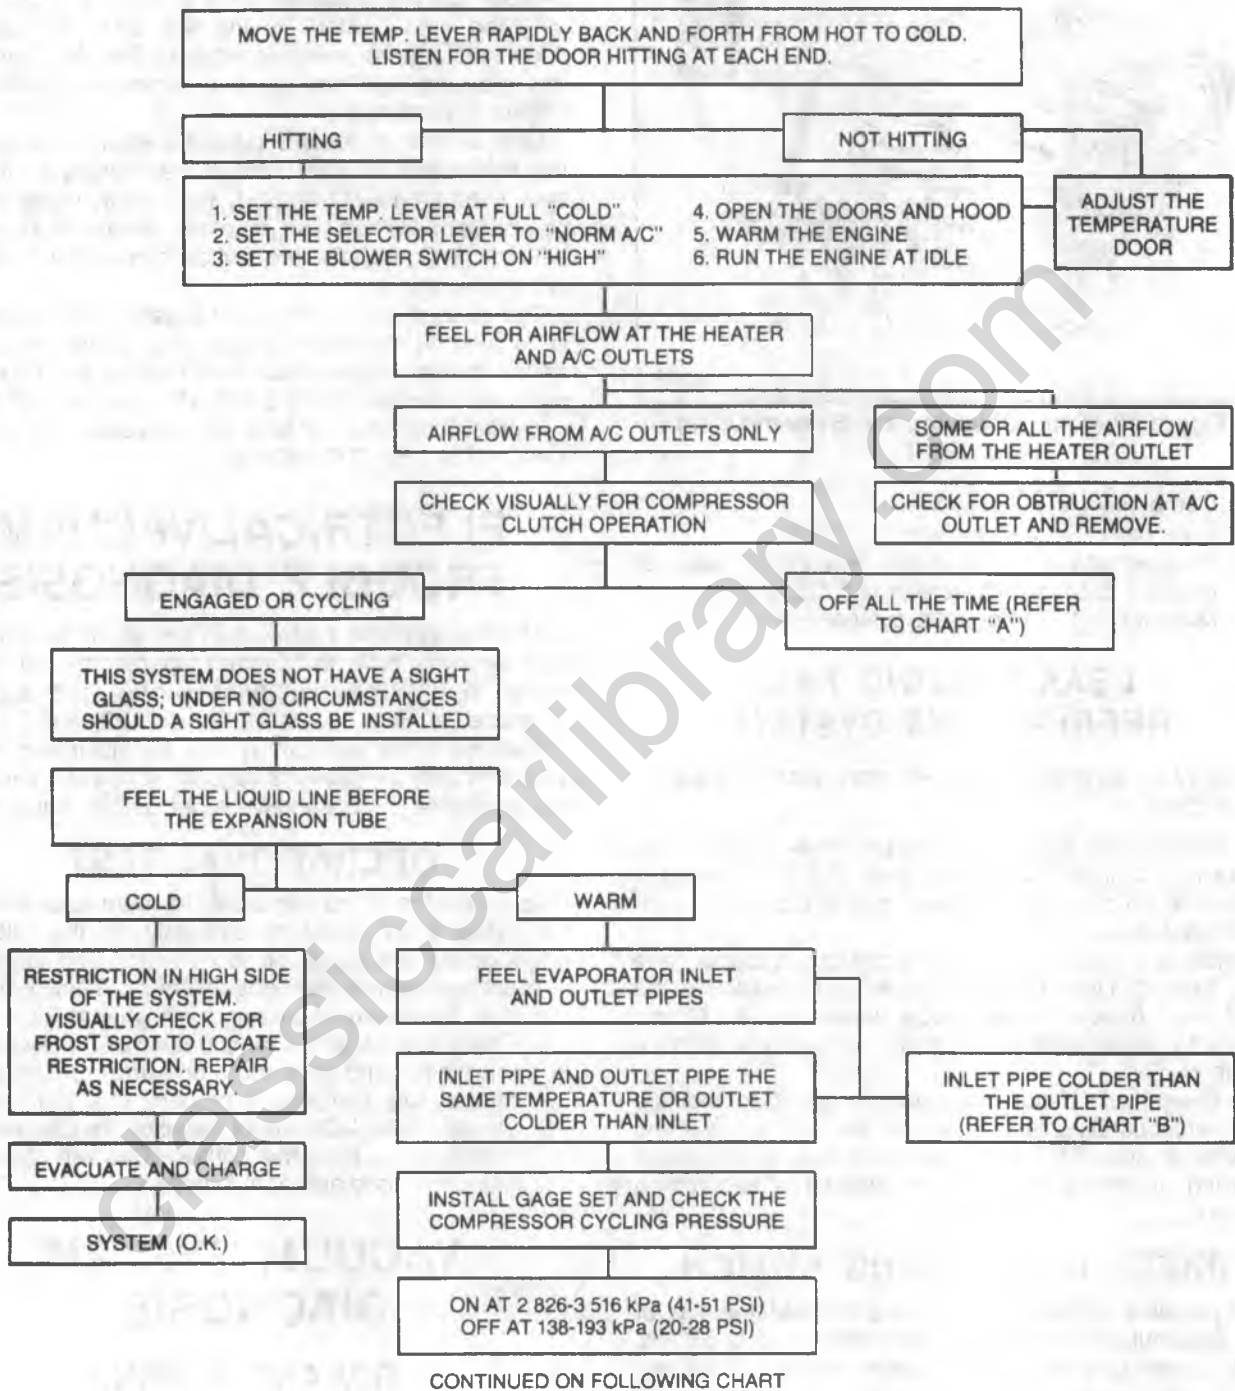 MOVE THE TEMP. LEVER RAPIDLY BACK AND FORTH FROM HOT TO COLD.
LISTEN FOR THE DOOR HITTING AT EACH END.
HITTING
NOT HITTING
1. SET THE TEMP. LEVER AT FULL "COLD"
2. SET THE SELECTOR LEVER TO "NORM A/C"
3. SET THE BLOWER SWITCH ON "HIGH"
4. OPEN THE DOORS AND HOOD
5. WARM THE ENGINE
6. RUN THE ENGINE AT IDLE
ADJUST THE
TEMPERATURE
DOOR
FEEL FOR AIRFLOW AT THE HEATER
AND A/C OUTLETS
AIRFLOW FROM A/C OUTLETS ONLY
SOME OR ALL THE AIRFLOW
FROM THE HEATER OUTLET
CHECK VISUALLY FOR COMPRESSOR
CLUTCH OPERATION
CHECK FOR OBTRUCTION AT A/C
OUTLET AND REMOVE.
ENGAGED OR CYCLING
OFF ALL THE TIME (REFER
TO CHART "A")
THIS SYSTEM DOES NOT HAVE A SIGHT
GLASS; UNDER NO CIRCUMSTANCES
SHOULD A SIGHT GLASS BE INSTALLED
FEEL THE LIQUID LINE BEFORE
THE EXPANSION TUBE
COLD
WARM
RESTRICTION IN HIGH SIDE
OF THE SYSTEM.
VISUALLY CHECK FOR
FROST SPOT TO LOCATE
RESTRICTION. REPAIR
AS NECESSARY.
FEEL EVAPORATOR INLET
AND OUTLET PIPES
INLET PIPE AND OUTLET PIPE THE
SAME TEMPERATURE OR OUTLET
COLDER THAN INLET
INLET PIPE COLDER THAN
THE OUTLET PIPE
(REFER TO CHART "B")
EVACUATE AND CHARGE
INSTALL GAGE SET AND CHECK THE
COMPRESSOR CYCLING PRESSURE
SYSTEM (O.K.)
ON AT 2 826-3 516 kPa (41-51 PSI)
OFF AT 138-193 kPa (20-28 PSI)
CONTINUED ON FOLLOWING CHART
classiccarlibrary.com